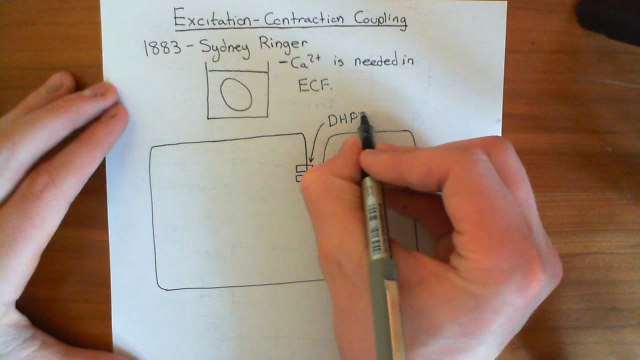 Excitation-Contraction Coupling
1883 - Sydney Ringer
- Ca²⁺ is needed in
ECF.
DHP